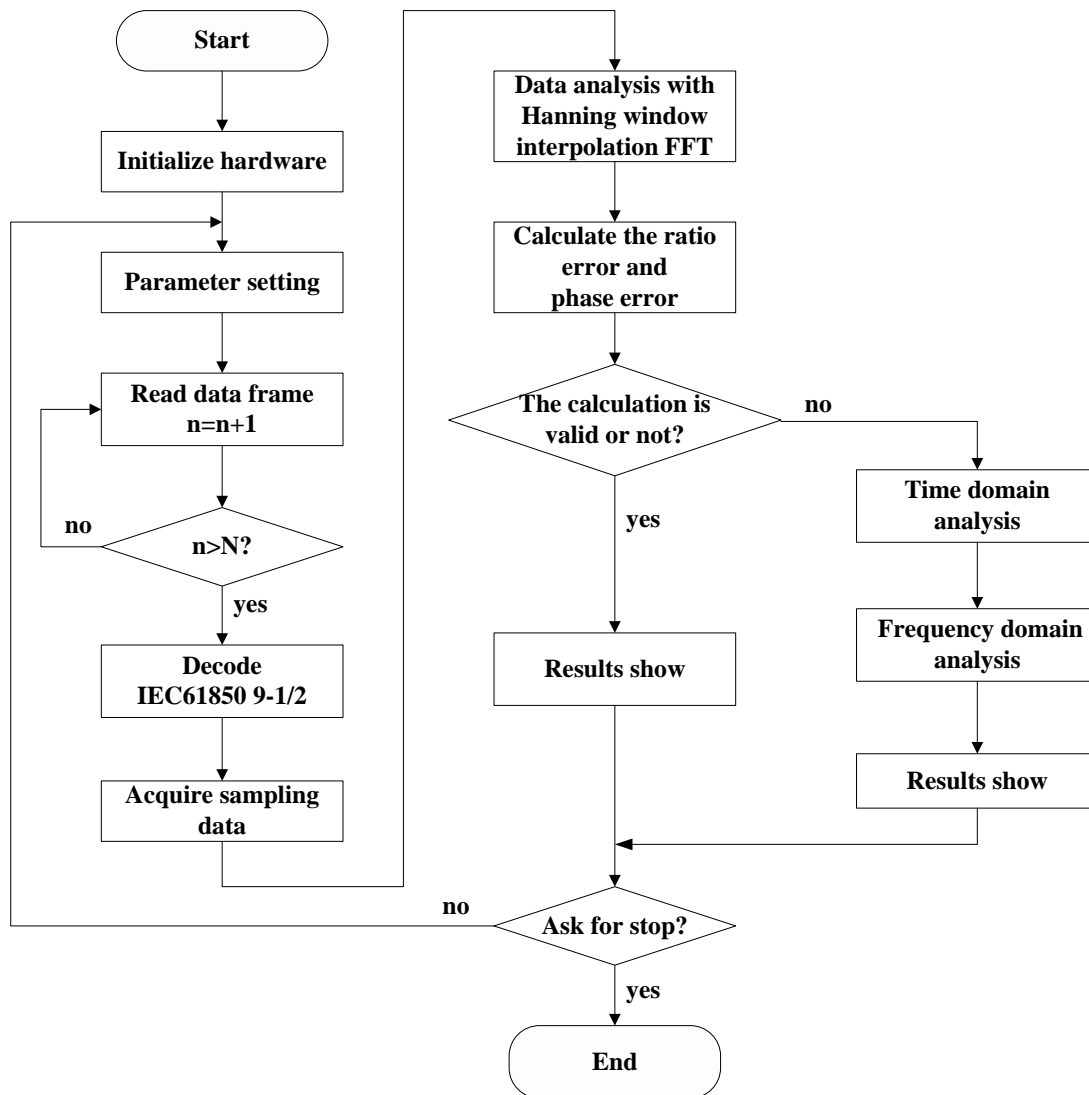 Start
Initialize hardware
Parameter setting
Read data frame
n=n+1
no
n>N?
yes
Decode
IEC61850 9-1/2
Acquire sampling
data
Data analysis with
Hanning window
interpolation FFT
Calculate the ratio
error and
phase error
The calculation is
valid or not?
no
yes
Time domain
analysis
Frequency domain
analysis
Results show
Results show
no
Ask for stop?
yes
End